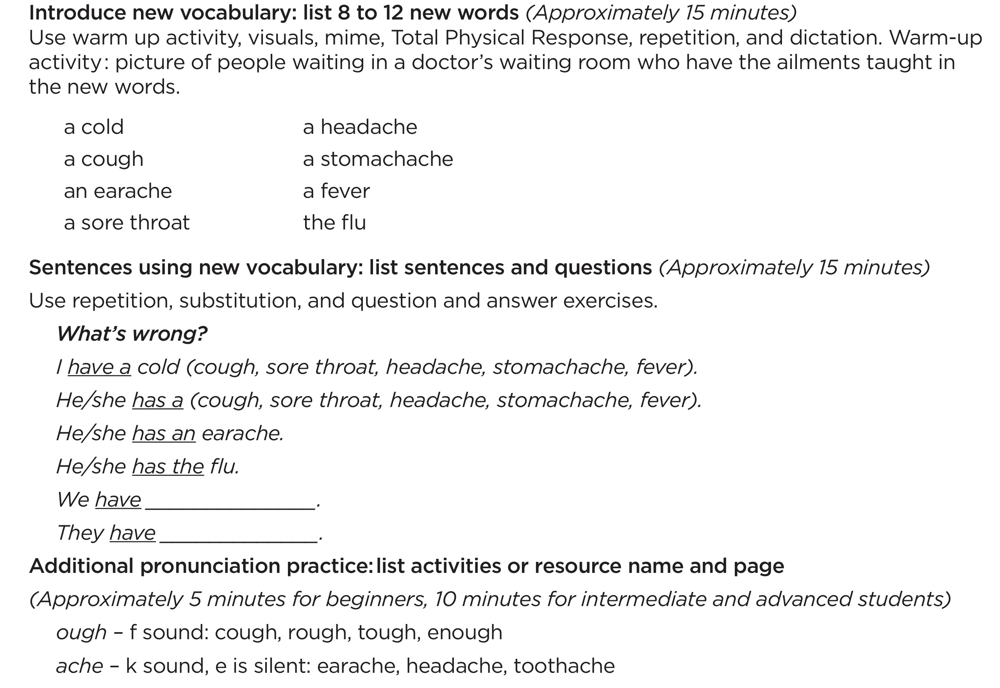 Introduce new vocabulary: list 8 to 12 new words (Approximately 15 minutes)
Use warm up activity, visuals, mime, Total Physical Response, repetition, and dictation. Warm-up
activity: picture of people waiting in a doctor’s waiting room who have the ailments taught in
the new words.
a cold a headache
a cough a stomachache
an earache a fever
a sore throat the flu
Sentences using new vocabulary: list sentences and questions (Approximately 15 minutes)
Use repetition, substitution, and question and answer exercises.
What’s wrong?
I have a cold (cough, sore throat, headache, stomachache, fever).
He/she has a (cough, sore throat, headache, stomachache, fever).
He/she has an earache.
He/she has the flu.
We have ______________.
They have _____________.
Additional pronunciation practice: list activities or resource name and page
(Approximately 5 minutes for beginners, 10 minutes for intermediate and advanced students)
ough – f sound: cough, rough, tough, enough
ache – k sound, e is silent: earache, headache, toothache